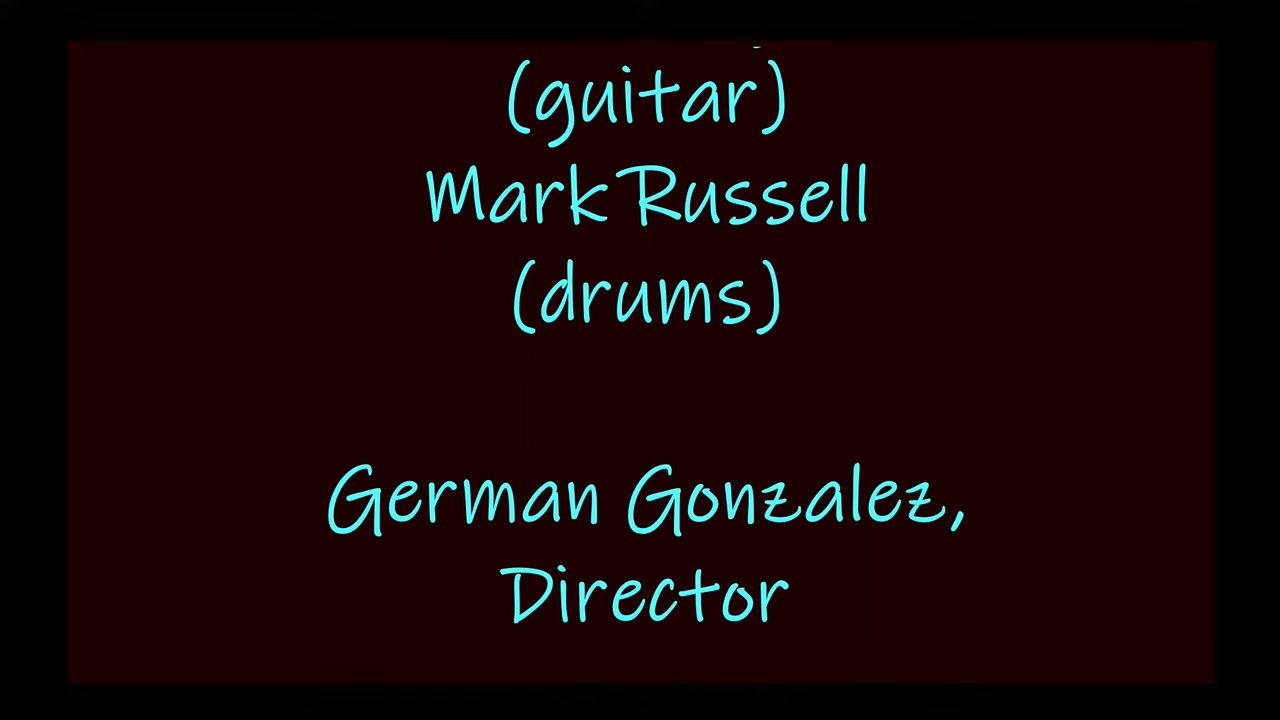 (guitar)
Mark Russell
(drums)
German Gonzalez,
Director